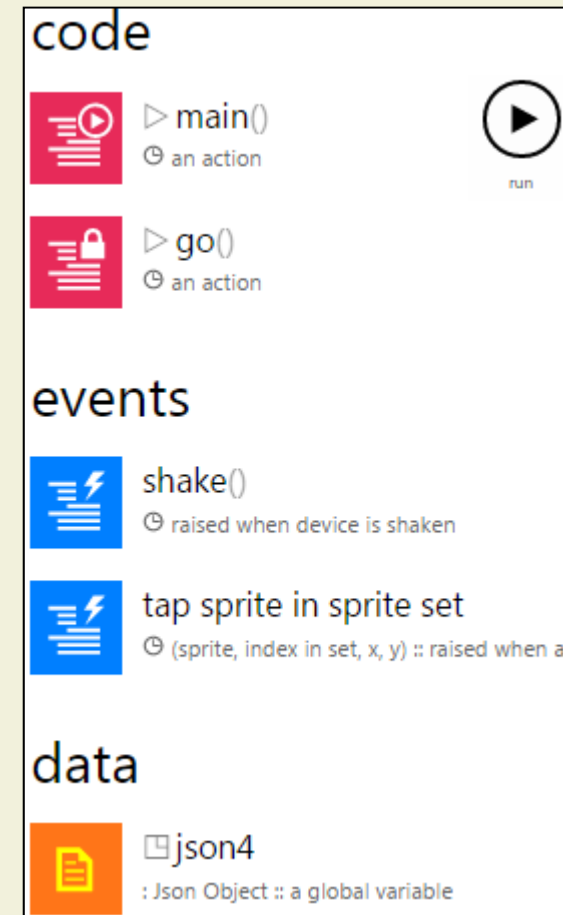 code
▷ main()
an action
run
▷ go()
an action
events
shake()
raised when device is shaken
tap sprite in sprite set
(sprite, index in set, x, y) :: raised when a
data
json4
: Json Object :: a global variable